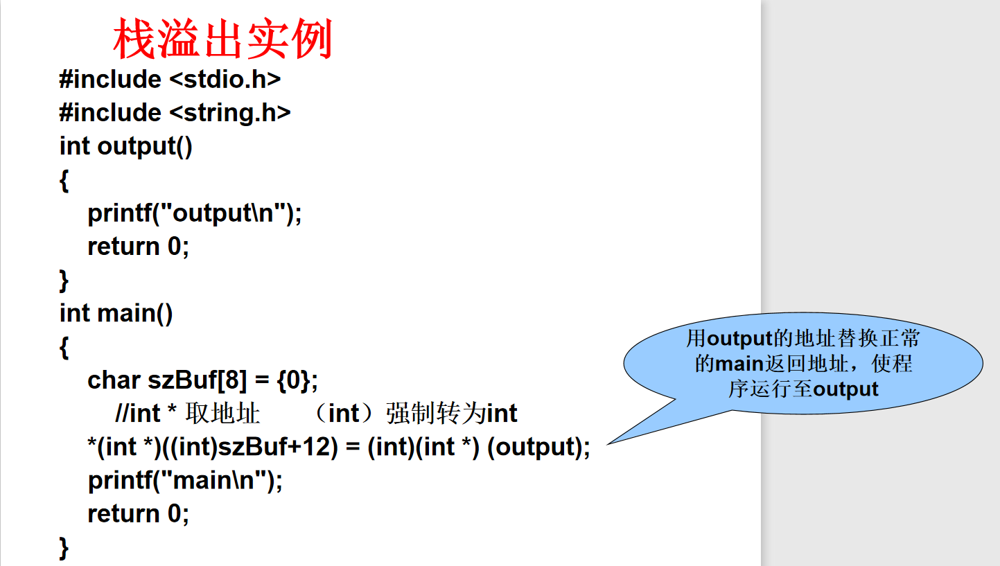 栈溢出实例
#include <stdio.h>
#include <string.h>
int output()
{
printf("output\n");
return 0;
}
int main()
{
char szBuf[8] = {0};
//int * 取地址 （int）强制转为int
*(int *)((int)szBuf+12) = (int)(int *) (output);
printf("main\n");
return 0;
}
用output的地址替换正常
的main返回地址，使程
序运行至output